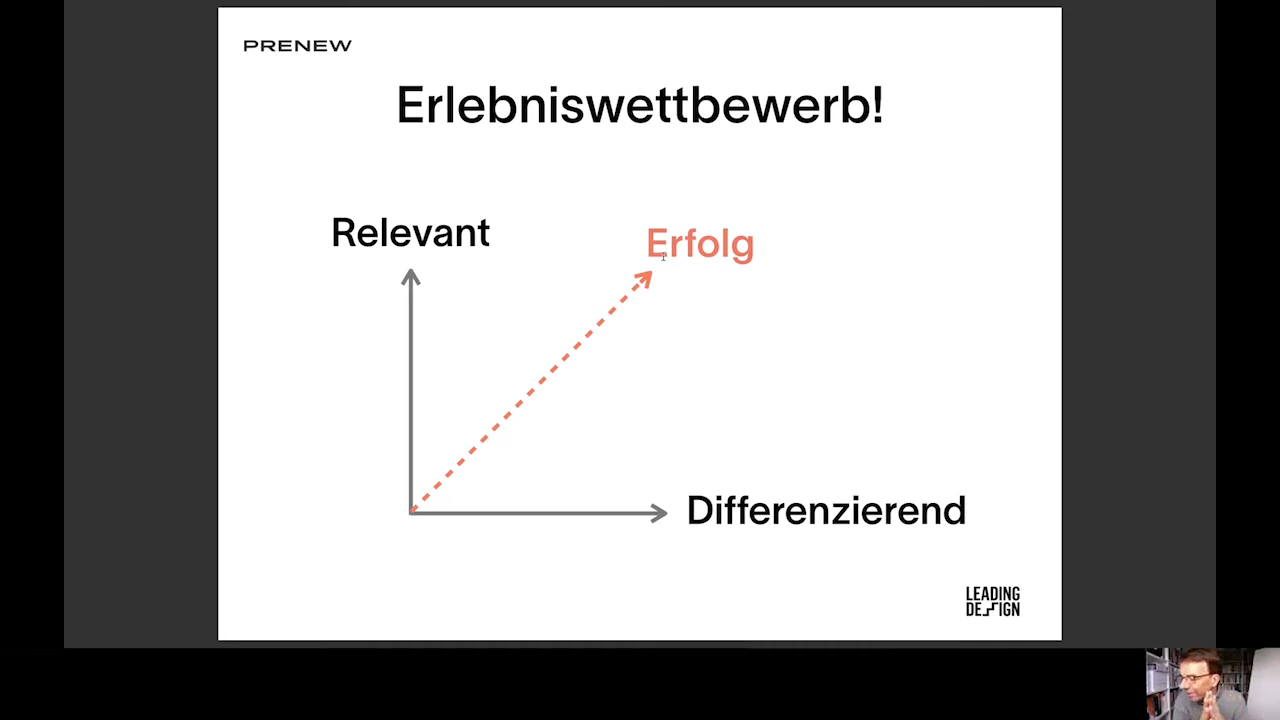 PRENEW
Erlebniswettbewerb!
Relevant
Erfolg
Differenzierend
LEADING
DESIGN